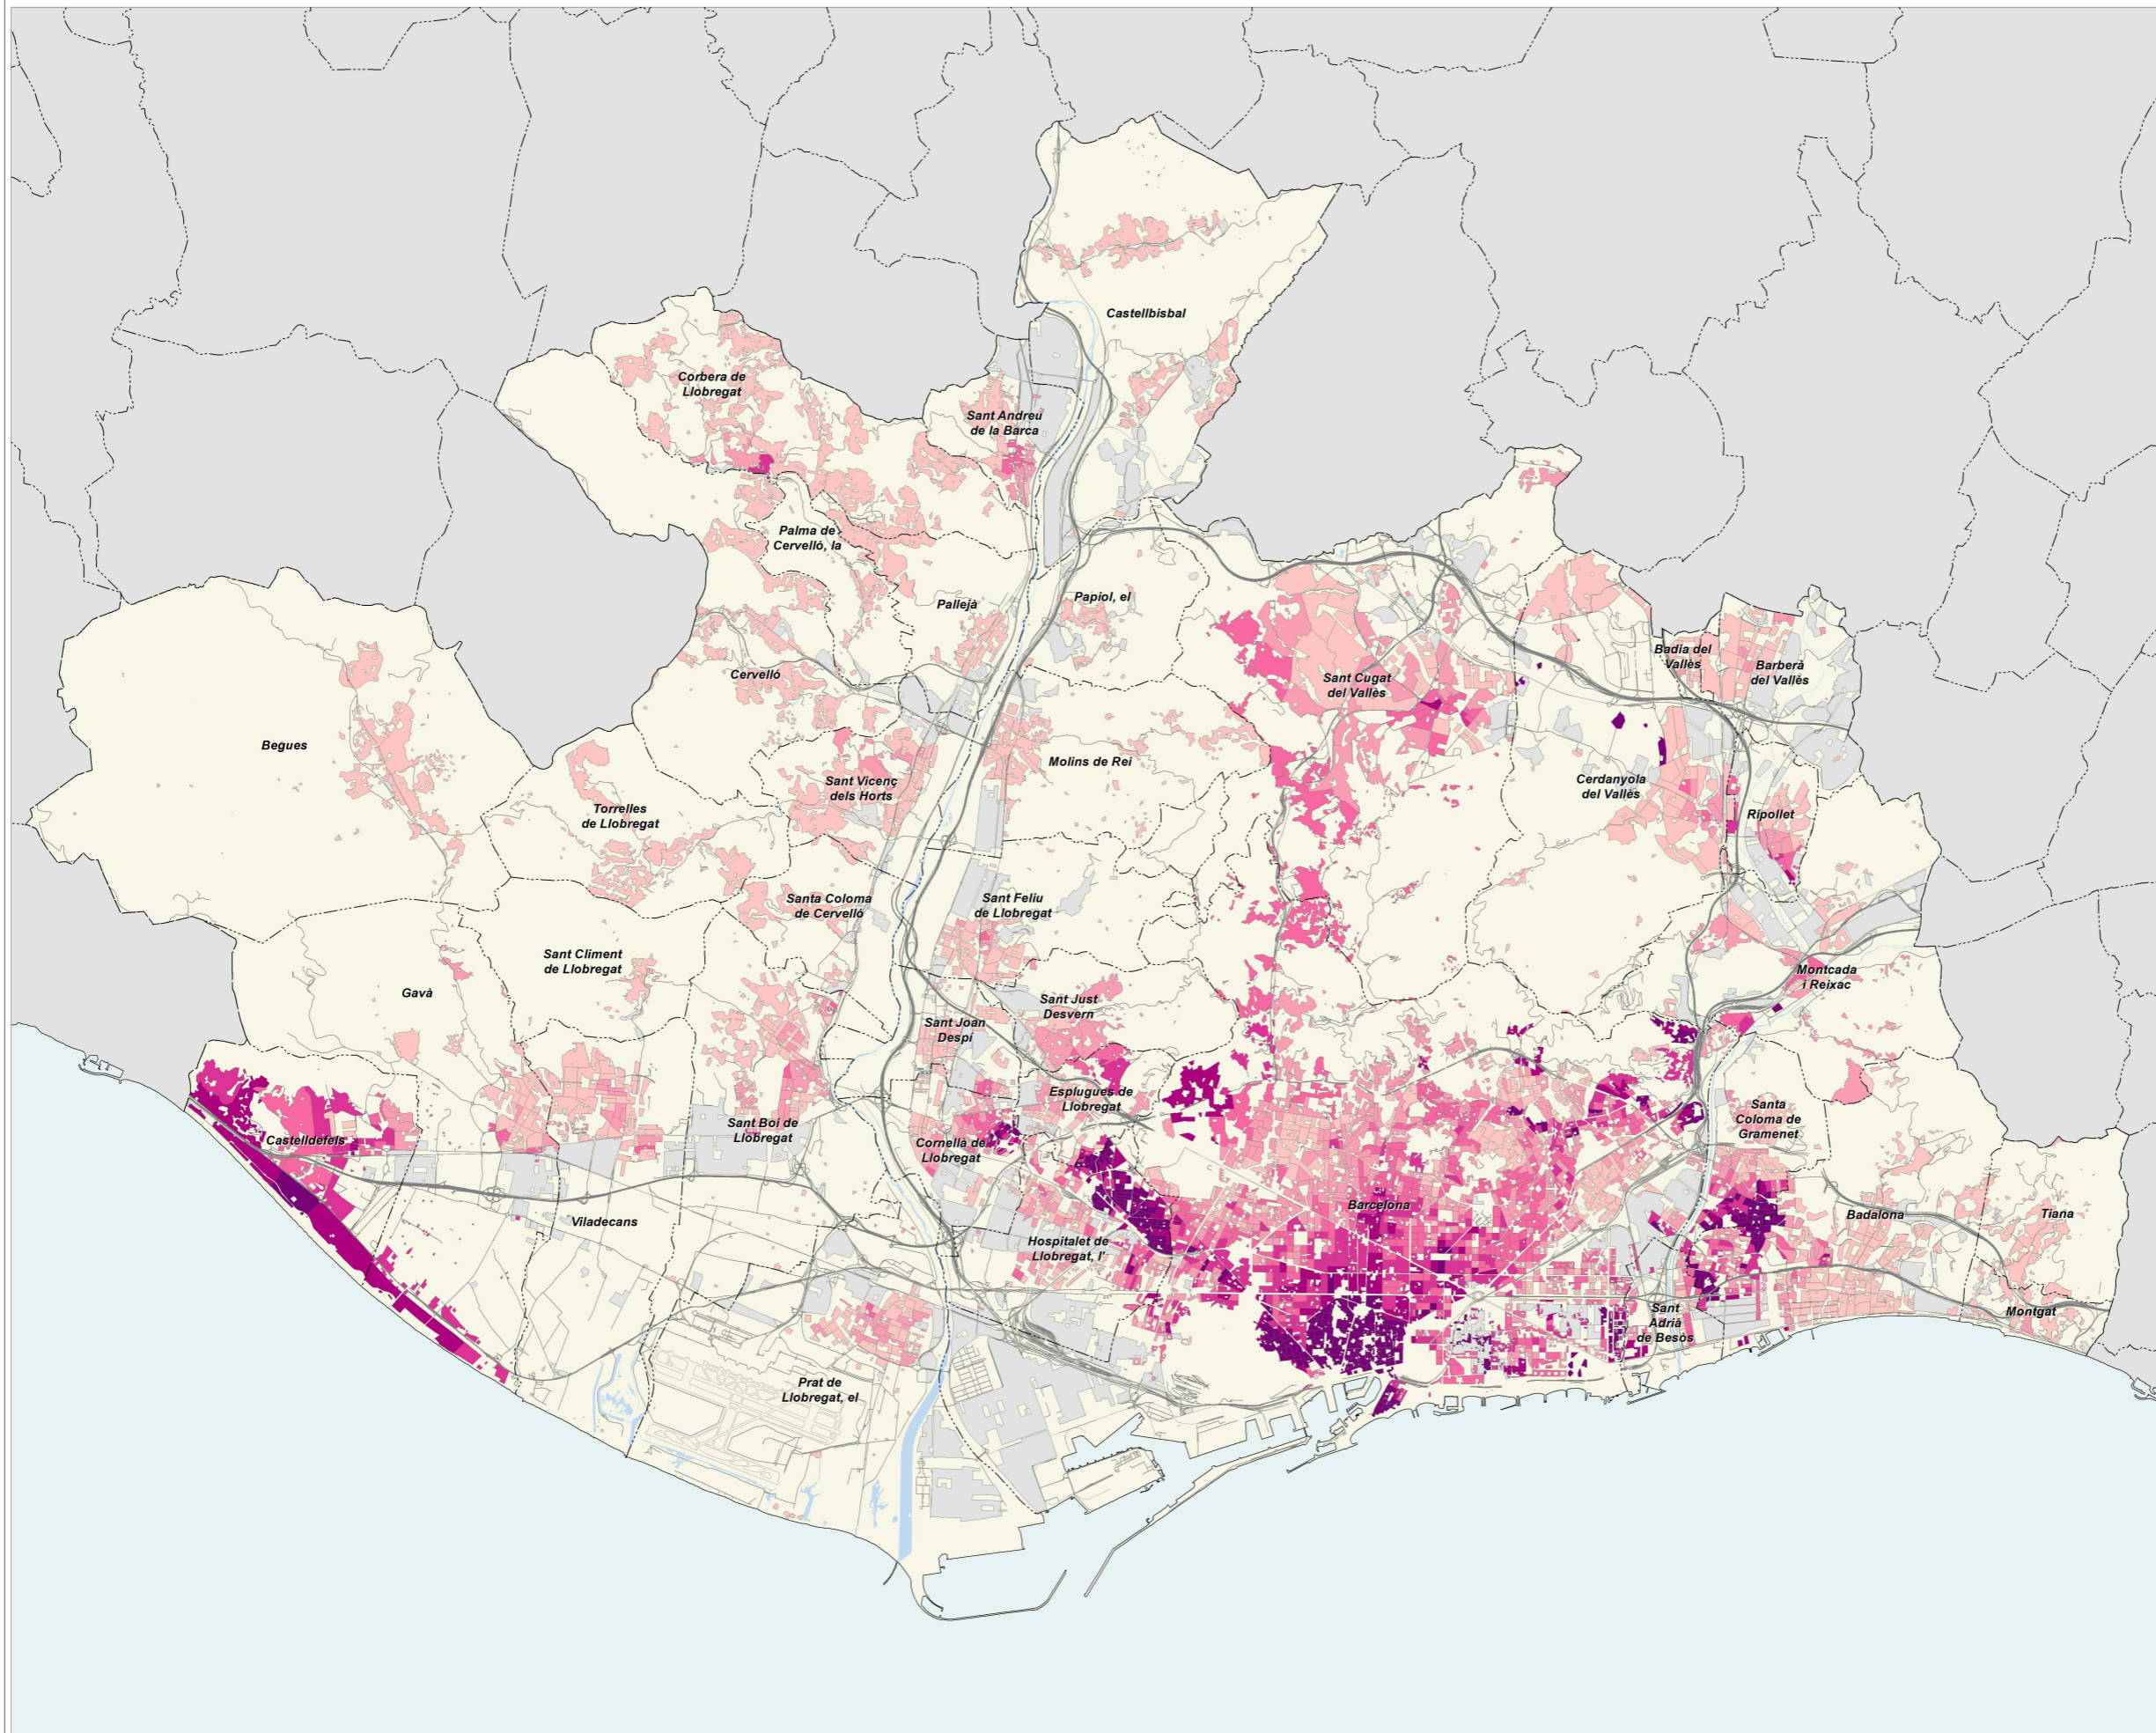 Castellbisbal
Corbera de
Llobregat
Sant Andreu
de la Barca
Palma de
Cervelló, la
Pallejà
Papiol, el
Cervelló
Sant Cugat
del Vallès
Badia del
Vallès
Barberà
del Vallès
Begues
Molins de Rei
Sant Vicenç
dels Horts
Cerdanyola
del Vallès
Torrelles
de Llobregat
Ripollet
Santa Coloma
de Cervelló
Sant Feliu
de Llobregat
Sant Climent
de Llobregat
Montcada
i Reixac
Gavà
Sant Just
Desvern
Sant Joan
Despí
Esplugues de
Llobregat
Santa
Coloma de
Gramenet
Castelldefels
Sant Boi de
Llobregat
Cornellà de
Llobregat
Barcelona
Badalona
Tiana
Viladecans
Hospitalet de
Llobregat, l'
Sant
Adrià
de Besòs
Montgat
Prat de
Llobregat, el